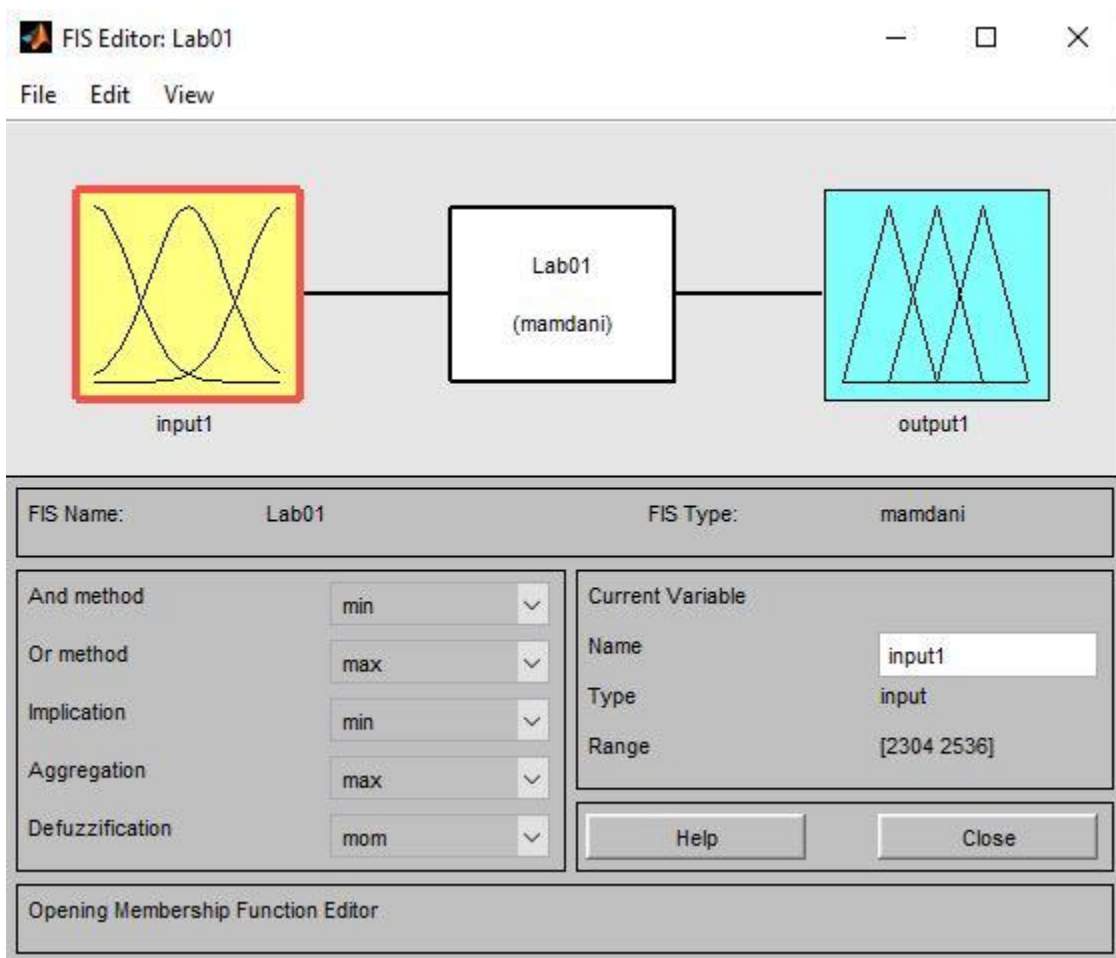 FIS Editor: Lab01
File Edit View
Lab01
(mamdani)
input1
output1
FIS Name: Lab01 FIS Type: mamdani
And method min
Or method max
Implication min
Aggregation max
Defuzzification mom
Current Variable
Name input1
Type input
Range [2304 2536]
Help Close
Opening Membership Function Editor